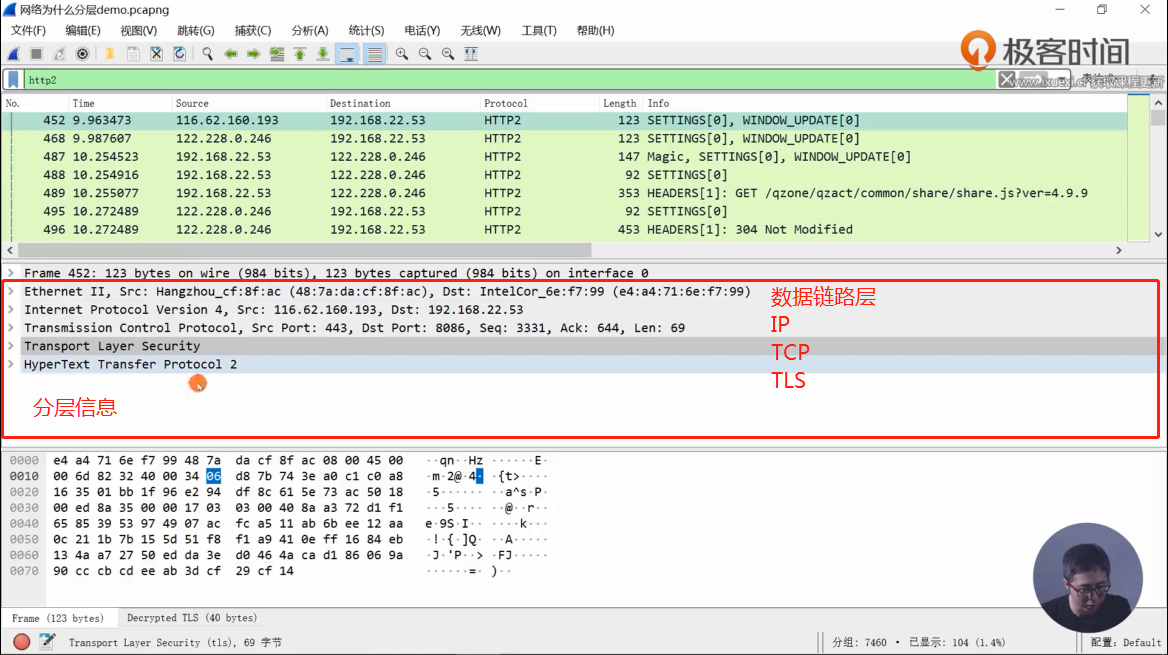 网络为什么分层demo.pcapng
文件(F) 编辑(E) 视图(V) 跳转(G) 捕获(C) 分析(A) 统计(S) 电话(Y) 无线(W) 工具(T) 帮助(H)
极客时间
http2
No. Time Source Destination Protocol Length Info
452 9.963473 116.62.160.193 192.168.22.53 HTTP2 123 SETTINGS[0], WINDOW_UPDATE[0]
468 9.987607 122.228.0.246 192.168.22.53 HTTP2 123 SETTINGS[0], WINDOW_UPDATE[0]
487 10.254523 192.168.22.53 122.228.0.246 HTTP2 147 Magic, SETTINGS[0], WINDOW_UPDATE[0]
488 10.254916 192.168.22.53 122.228.0.246 HTTP2 92 SETTINGS[0]
489 10.255077 192.168.22.53 122.228.0.246 HTTP2 353 HEADERS[1]: GET /qzone/qzact/common/share/share.js?ver=4.9.9
495 10.272489 122.228.0.246 192.168.22.53 HTTP2 92 SETTINGS[0]
496 10.272489 122.228.0.246 192.168.22.53 HTTP2 453 HEADERS[1]: 304 Not Modified
Frame 452: 123 bytes on wire (984 bits), 123 bytes captured (984 bits) on interface 0
Ethernet II, Src: Hangzhou_cf:8f:ac (48:7a:da:cf:8f:ac), Dst: IntelCor_6e:f7:99 (e4:a4:71:6e:f7:99)
数据链路层
Internet Protocol Version 4, Src: 116.62.160.193, Dst: 192.168.22.53
IP
Transmission Control Protocol, Src Port: 443, Dst Port: 8086, Seq: 3331, Ack: 644, Len: 69
TCP
Transport Layer Security
HyperText Transfer Protocol 2
TLS
分层信息
0000 e4 a4 71 6e f7 99 48 7a da cf 8f ac 08 00 45 00 ··qn··Hz ······E·
0010 00 6d 82 32 40 00 34 06 d8 7b 74 3e a0 c1 c0 a8 ·m·2@·4· ·{t>····
0020 16 35 01 bb 1f 96 e2 94 df 8c 61 5e 73 ac 50 18 ·5······ ··a^s·P·
0030 00 ed 8a 35 00 00 17 03 03 00 40 8a a3 72 d1 f1 ···5···· ··@··r··
0040 65 85 39 53 97 49 07 ac fc a5 11 ab 6b ee 12 aa e·9S·I·· ····k···
0050 0c 21 1b 7b 15 5d 51 f8 f1 a9 41 0e ff 16 84 eb ·!·{·]Q· ··A·····
0060 13 4a a7 27 50 ed da 3e d0 46 4a ca d1 86 06 9a ·J·'P··> ·FJ·····
0070 90 cc cb cd ee ab 3d cf 29 cf 14 ······=· )··
Frame (123 bytes) Decrypted TLS (40 bytes)
Transport Layer Security (tls), 69 字节 分组: 7460 · 已显示: 104 (1.4%) 配置: Default